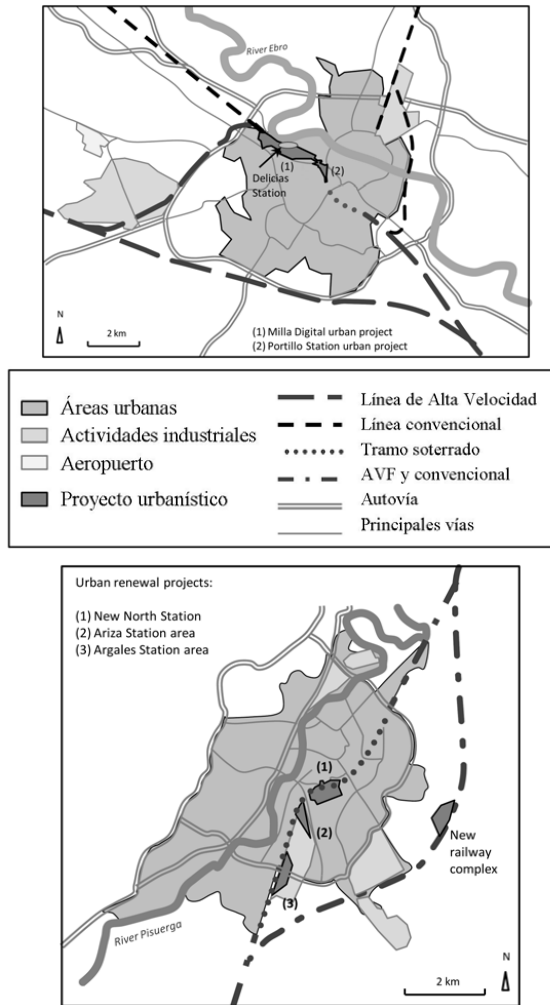 River Ebro
(1)
(2)
Delicias
Station
N
2 km
(1) Milla Digital urban project
(2) Portillo Station urban project
Áreas urbanas
Actividades industriales
Aeropuerto
Proyecto urbanístico
Línea de Alta Velocidad
Línea convencional
Tramo soterrado
AVF y convencional
Autovía
Principales vías
Urban renewal projects:
(1) New North Station
(2) Ariza Station area
(3) Argales Station area
(1)
(2)
(3)
New
railway
complex
River Pisuerga
N
2 km